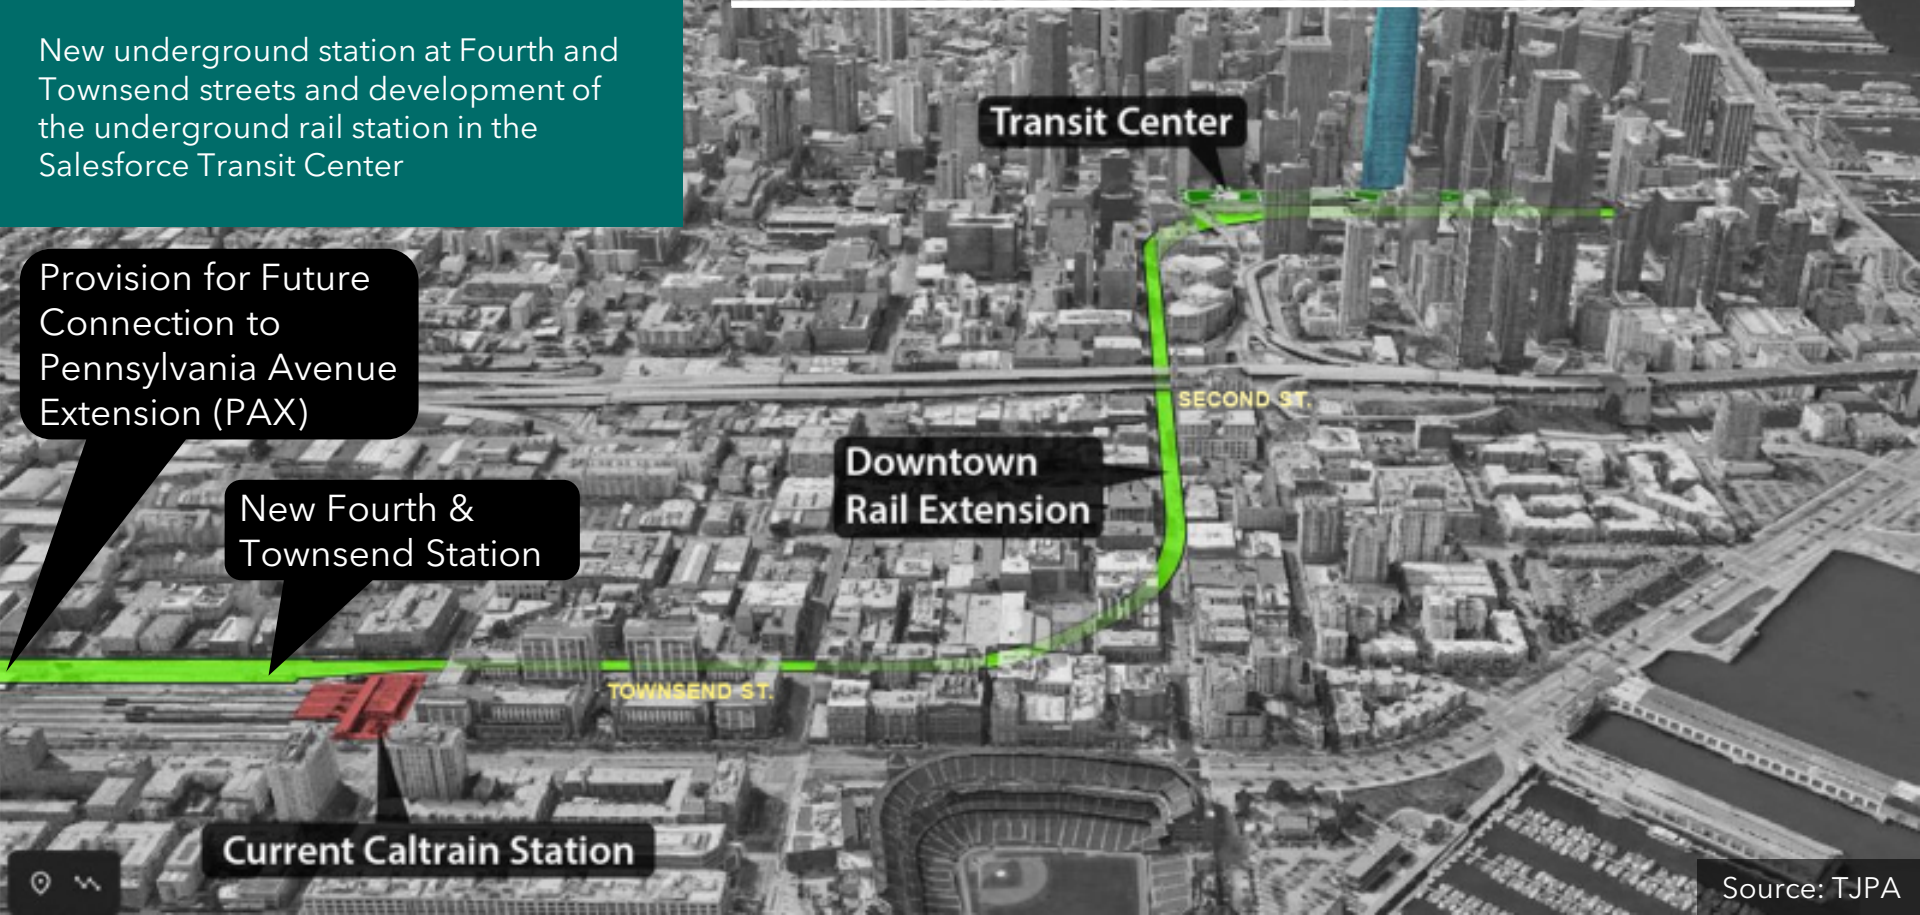 New underground station at Fourth and
Townsend streets and development of
the underground rail station in the
Salesforce Transit Center
Transit Center
Provision for Future
Connection to
Pennsylvania Avenue
Extension (PAX)
SECOND ST.
Downtown
Rail Extension
New Fourth &
Townsend Station
TOWNSEND ST.
Current Caltrain Station
Source: TJPA